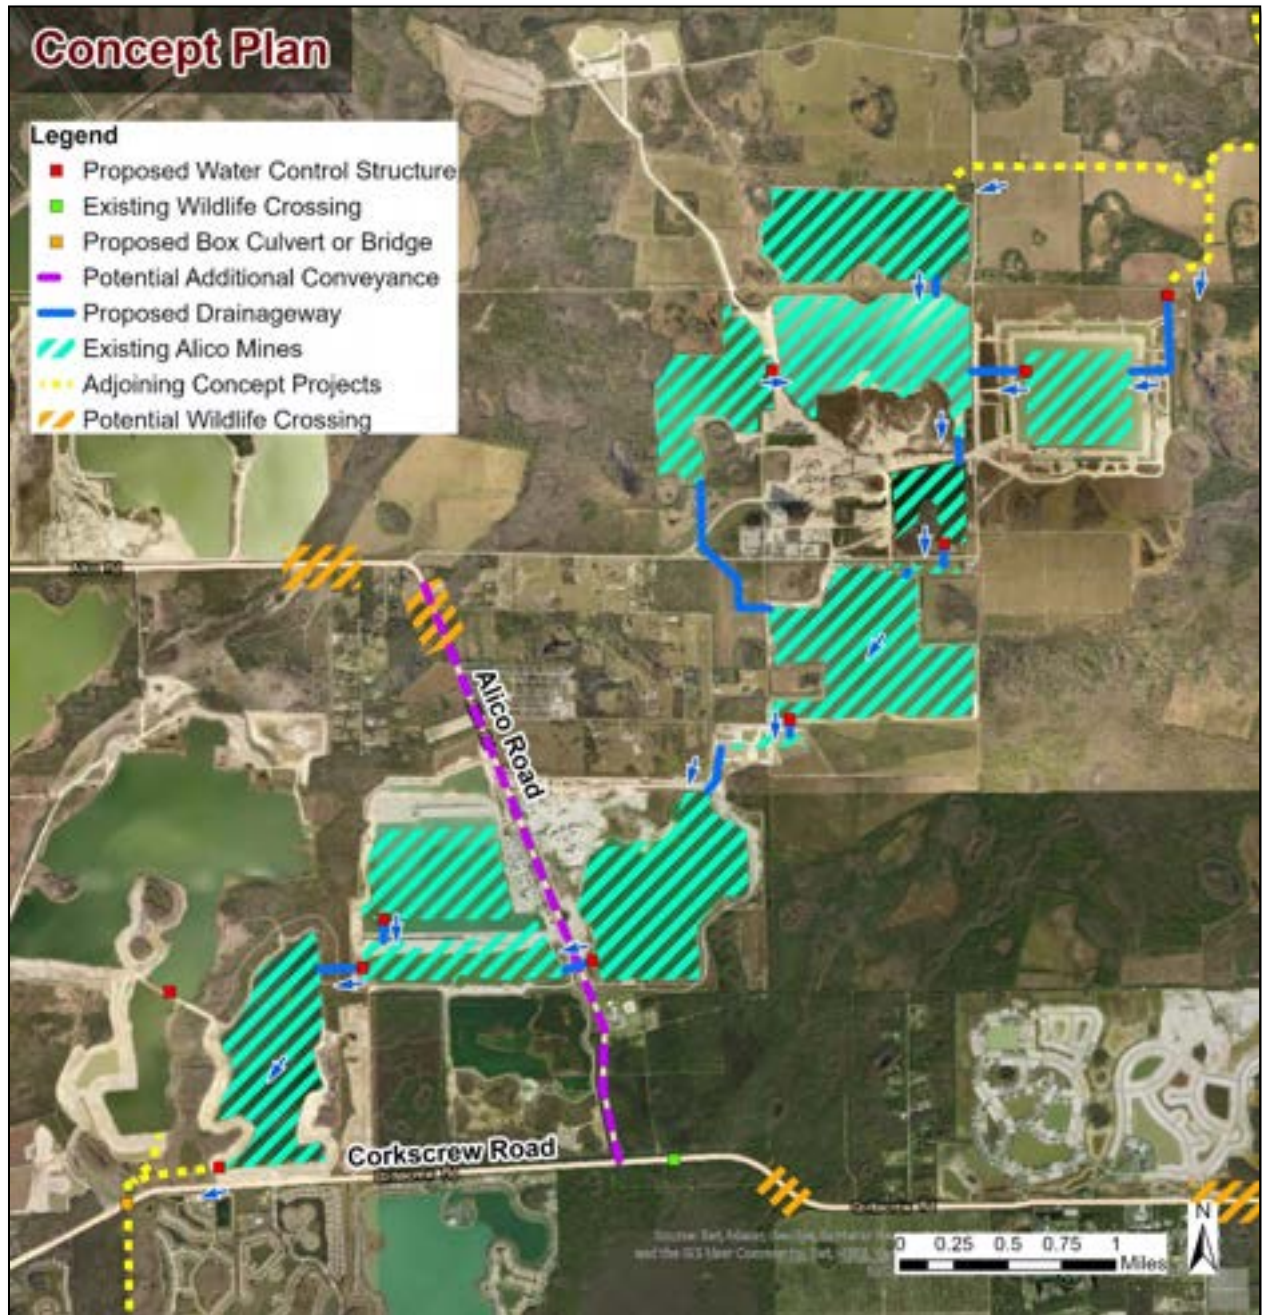 Concept Plan
Legend
Proposed Water Control Structure
Existing Wildlife Crossing
Proposed Box Culvert or Bridge
Potential Additional Conveyance
Proposed Drainageway
Existing Alico Mines
Adjoining Concept Projects
Potential Wildlife Crossing
Alico Road
Corkscrew Road
N
0 0.25 0.5 0.75 1
Miles